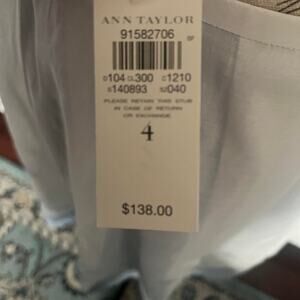 ANN TAYLOR
91582706 SF
D104 CL300 C1210
S140893 SZ040
PLEASE RETAIN THIS STUB
IN CASE OF RETURN
OR EXCHANGE
4
$138.00